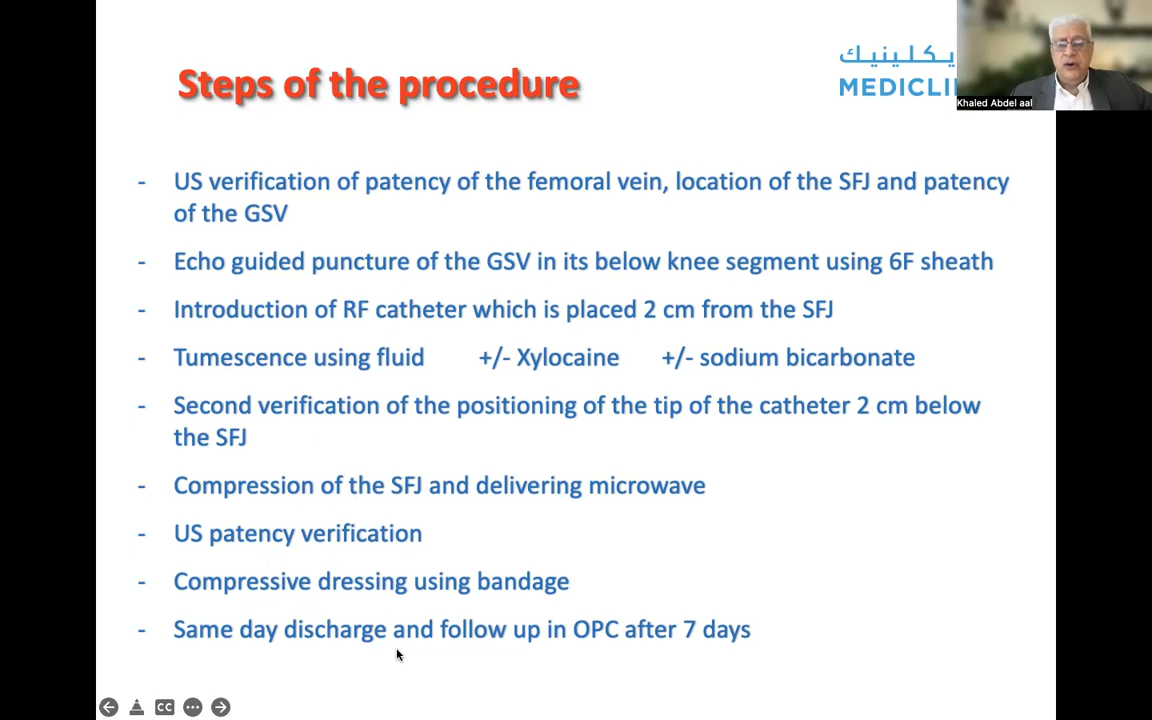 Steps of the procedure
يكلينيك
MEDICLI
Khaled Abdel aal
- US verification of patency of the femoral vein, location of the SFJ and patency
of the GSV
- Echo guided puncture of the GSV in its below knee segment using 6F sheath
- Introduction of RF catheter which is placed 2 cm from the SFJ
- Tumescence using fluid +/- Xylocaine +/- sodium bicarbonate
- Second verification of the positioning of the tip of the catheter 2 cm below
the SFJ
- Compression of the SFJ and delivering microwave
- US patency verification
- Compressive dressing using bandage
- Same day discharge and follow up in OPC after 7 days
CC